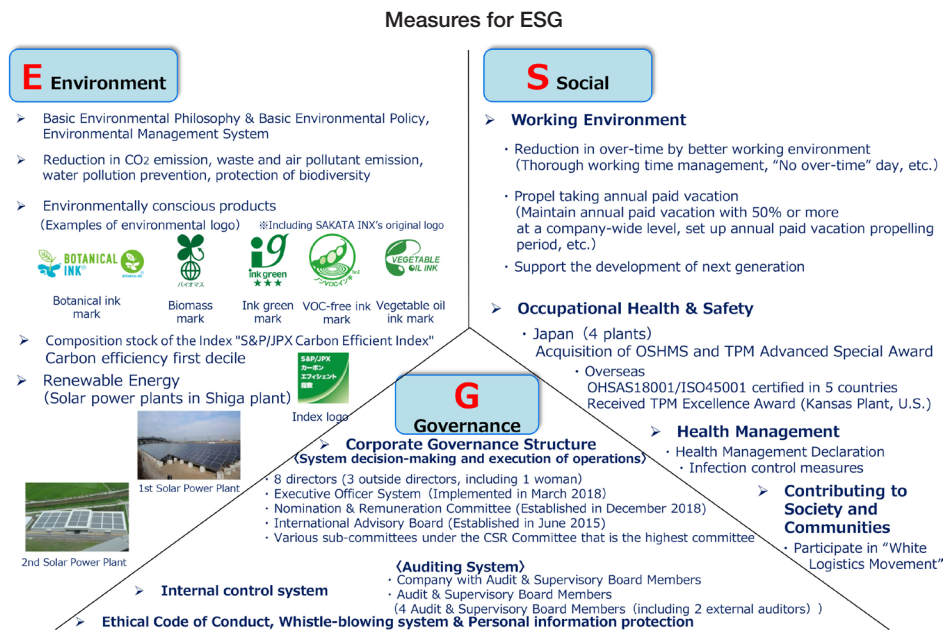 Measures for ESG
E Environment
➢ Basic Environmental Philosophy & Basic Environmental Policy,
Environmental Management System
➢ Reduction in CO2 emission, waste and air pollutant emission,
water pollution prevention, protection of biodiversity
➢ Environmentally conscious products
(Examples of environmental logo) ※Including SAKATA INX's original logo
BOTANICAL
INK®
バイオマス
ink green
★★★
ノンVOCインキ
VEGETABLE
OIL INK
Botanical ink
mark
Biomass
mark
Ink green
mark
VOC-free ink
mark
Vegetable oil
ink mark
➢ Composition stock of the Index "S&P/JPX Carbon Efficient Index"
Carbon efficiency first decile
S&P/JPX
カーボン
エフィシェント
指数
Index logo
➢ Renewable Energy
(Solar power plants in Shiga plant)
1st Solar Power Plant
2nd Solar Power Plant
S Social
➢ Working Environment
・Reduction in over-time by better working environment
(Thorough working time management, “No over-time” day, etc.)
・Propel taking annual paid vacation
(Maintain annual paid vacation with 50% or more
at a company-wide level, set up annual paid vacation propelling
period, etc.)
・Support the development of next generation
➢ Occupational Health & Safety
・Japan (4 plants)
Acquisition of OSHMS and TPM Advanced Special Award
・Overseas
OHSAS18001/ISO45001 certified in 5 countries
Received TPM Excellence Award (Kansas Plant, U.S.)
➢ Health Management
・Health Management Declaration
・Infection control measures
➢ Contributing to
Society and
Communities
・Participate in “White
Logistics Movement”
G
Governance
➢ Corporate Governance Structure
〈System decision-making and execution of operations〉
・8 directors (3 outside directors, including 1 woman)
・Executive Officer System (Implemented in March 2018)
・Nomination & Remuneration Committee (Established in December 2018)
・International Advisory Board (Established in June 2015)
・Various sub-committees under the CSR Committee that is the highest committee
〈Auditing System〉
・Company with Audit & Supervisory Board Members
・Audit & Supervisory Board Members
(4 Audit & Supervisory Board Members (including 2 external auditors) )
➢ Internal control system
➢ Ethical Code of Conduct, Whistle-blowing system & Personal information protection